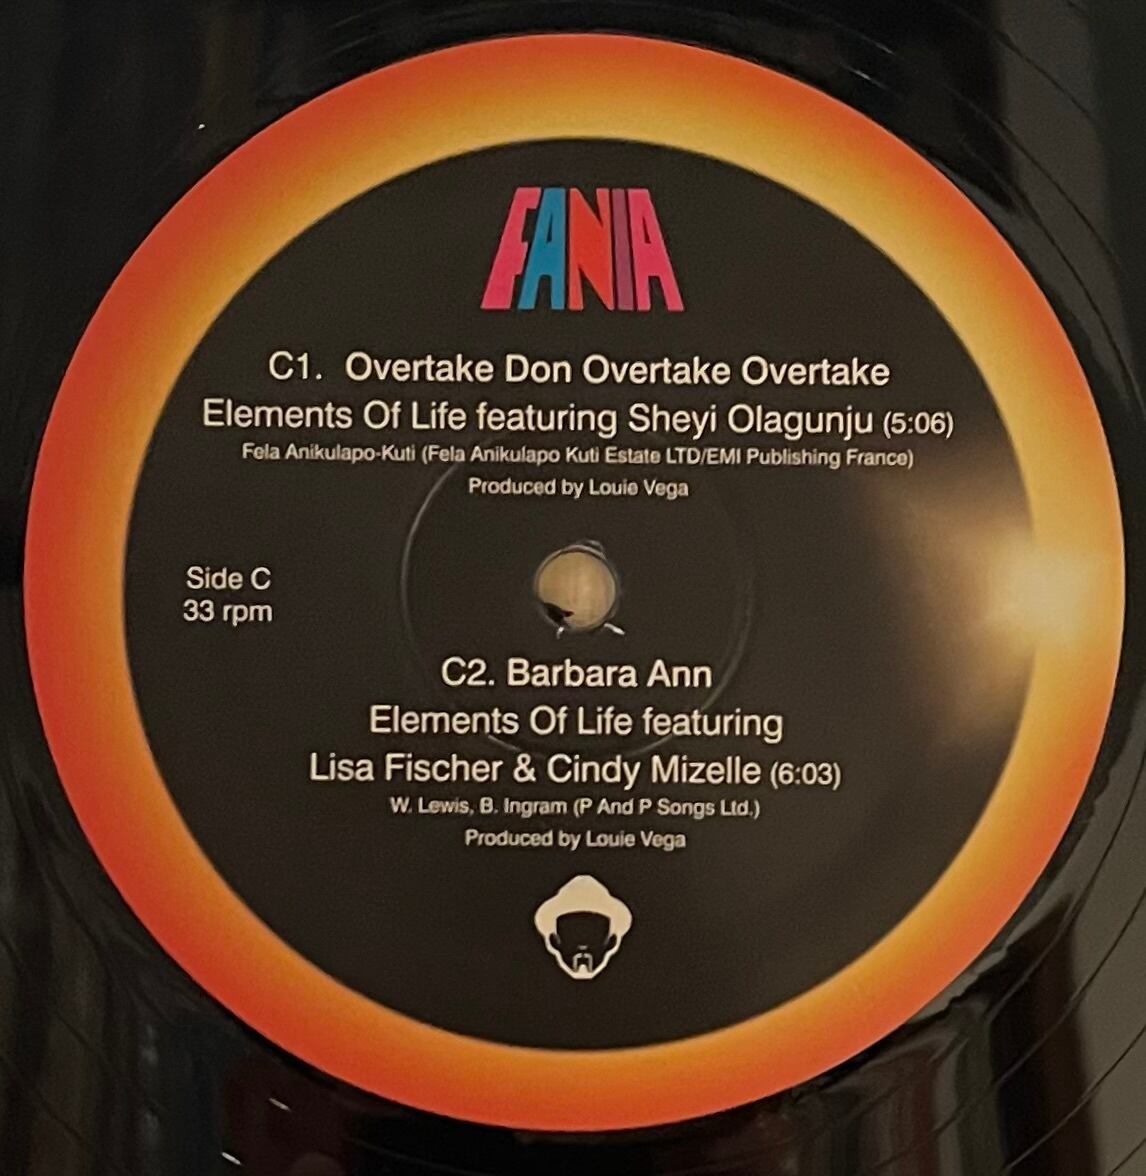 FANIA
C1. Overtake Don Overtake Overtake
Elements Of Life featuring Sheyi Olagunju (5:06)
Fela Anikulapo-Kuti (Fela Anikulapo Kuti Estate LTD/EMI Publishing France)
Produced by Louie Vega
Side C
33 rpm
C2. Barbara Ann
Elements Of Life featuring
Lisa Fischer & Cindy Mizelle (6:03)
W. Lewis, B. Ingram (P And P Songs Ltd.)
Produced by Louie Vega